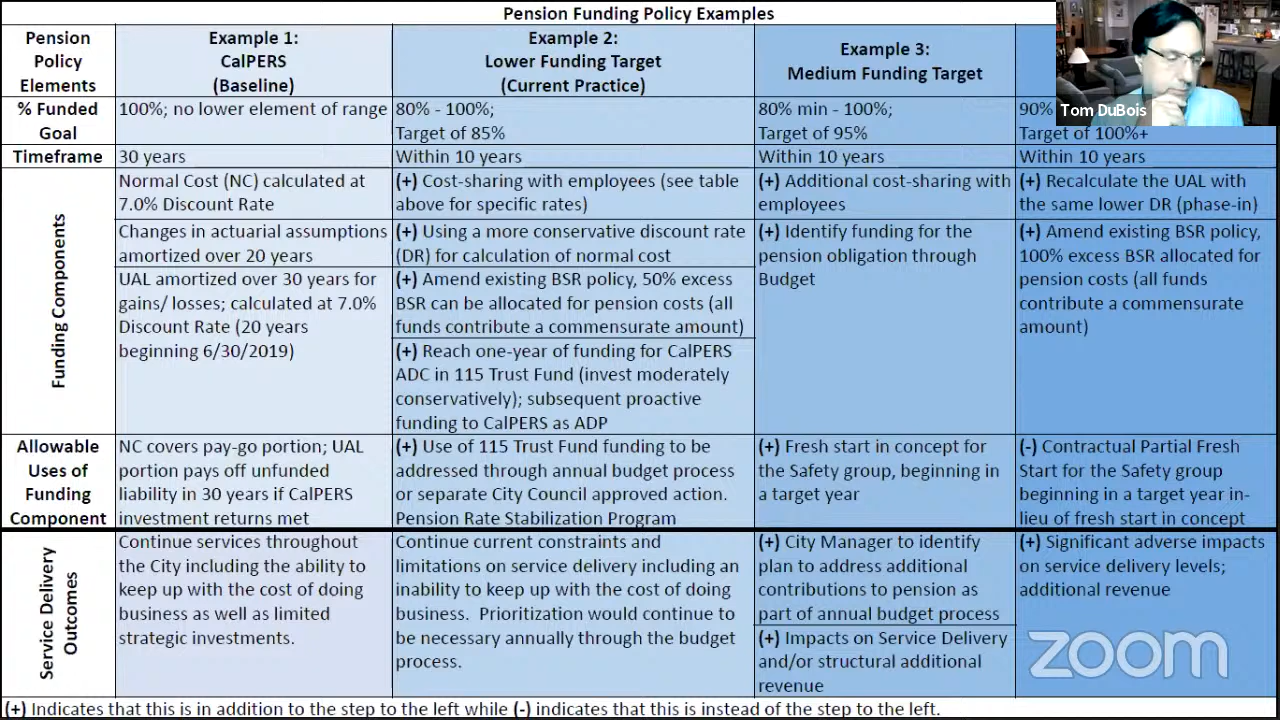 Pension Funding Policy Examples
Pension
Policy
Elements
Example 1:
CalPERS
(Baseline)
Example 2:
Lower Funding Target
(Current Practice)
Example 3:
Medium Funding Target
Tom DuBois
% Funded
Goal
100%; no lower element of range
80% - 100%;
Target of 85%
80% min - 100%;
Target of 95%
90%
Target of 100%+
Timeframe
30 years
Within 10 years
Within 10 years
Within 10 years
Funding Components
Normal Cost (NC) calculated at
7.0% Discount Rate
Changes in actuarial assumptions
amortized over 20 years
UAL amortized over 30 years for
gains/ losses; calculated at 7.0%
Discount Rate (20 years
beginning 6/30/2019)
(+) Cost-sharing with employees (see table
above for specific rates)
(+) Using a more conservative discount rate
(DR) for calculation of normal cost
(+) Amend existing BSR policy, 50% excess
BSR can be allocated for pension costs (all
funds contribute a commensurate amount)
(+) Reach one-year of funding for CalPERS
ADC in 115 Trust Fund (invest moderately
conservatively); subsequent proactive
funding to CalPERS as ADP
(+) Additional cost-sharing with
employees
(+) Identify funding for the
pension obligation through
Budget
(+) Recalculate the UAL with
the same lower DR (phase-in)
(+) Amend existing BSR policy,
100% excess BSR allocated for
pension costs (all funds
contribute a commensurate
amount)
Allowable
Uses of
Funding
Component
NC covers pay-go portion; UAL
portion pays off unfunded
liability in 30 years if CalPERS
investment returns met
(+) Use of 115 Trust Fund funding to be
addressed through annual budget process
or separate City Council approved action.
Pension Rate Stabilization Program
(+) Fresh start in concept for
the Safety group, beginning in
a target year
(-) Contractual Partial Fresh
Start for the Safety group
beginning in a target year in-
lieu of fresh start in concept
Service Delivery
Outcomes
Continue services throughout
the City including the ability to
keep up with the cost of doing
business as well as limited
strategic investments.
Continue current constraints and
limitations on service delivery including an
inability to keep up with the cost of doing
business. Prioritization would continue to
be necessary annually through the budget
process.
(+) City Manager to identify
plan to address additional
contributions to pension as
part of annual budget process
(+) Impacts on Service Delivery
and/or structural additional
revenue
(+) Significant adverse impacts
on service delivery levels;
additional revenue
zoom
(+) Indicates that this is in addition to the step to the left while (-) indicates that this is instead of the step to the left.